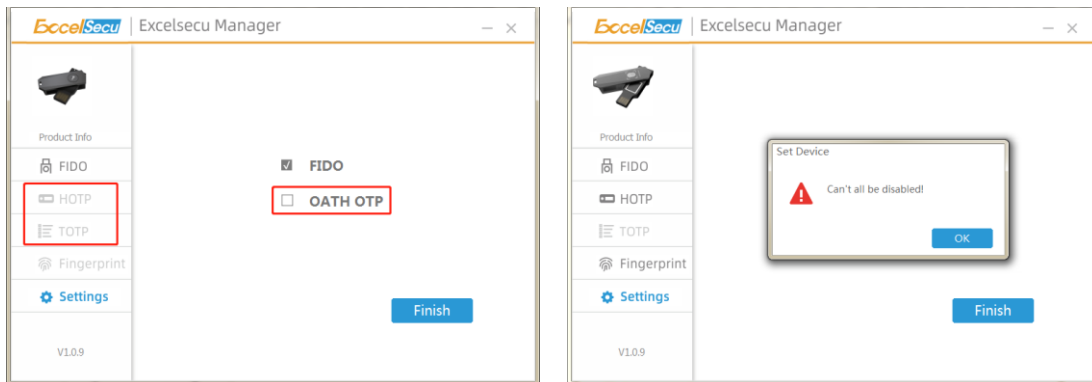 ExcelSecu Excelsecu Manager
Product Info
FIDO
HOTP
TOTP
Fingerprint
Settings
V1.0.9
FIDO
OATH OTP
Finish
ExcelSecu Excelsecu Manager
Product Info
FIDO
HOTP
TOTP
Fingerprint
Settings
V1.0.9
Set Device
Can't all be disabled!
OK
Finish